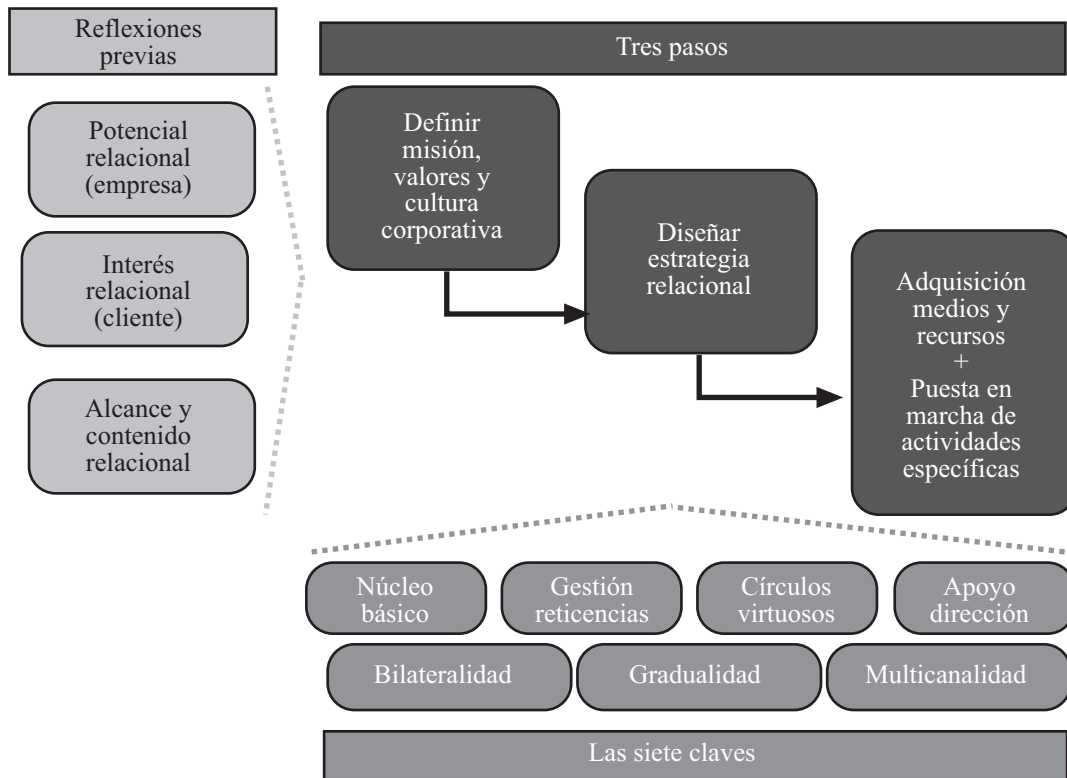 Reflexiones
previas
Tres pasos
Potencial
relacional
(empresa)
Interés
relacional
(cliente)
Alcance y
contenido
relacional
Definir
misión,
valores y
cultura
corporativa
Diseñar
estrategia
relacional
Adquisición
medios y
recursos
+
Puesta en
marcha de
actividades
específicas
Núcleo
básico
Gestión
reticencias
Círculos
virtuosos
Apoyo
dirección
Bilateralidad
Gradualidad
Multicanalidad
Las siete claves